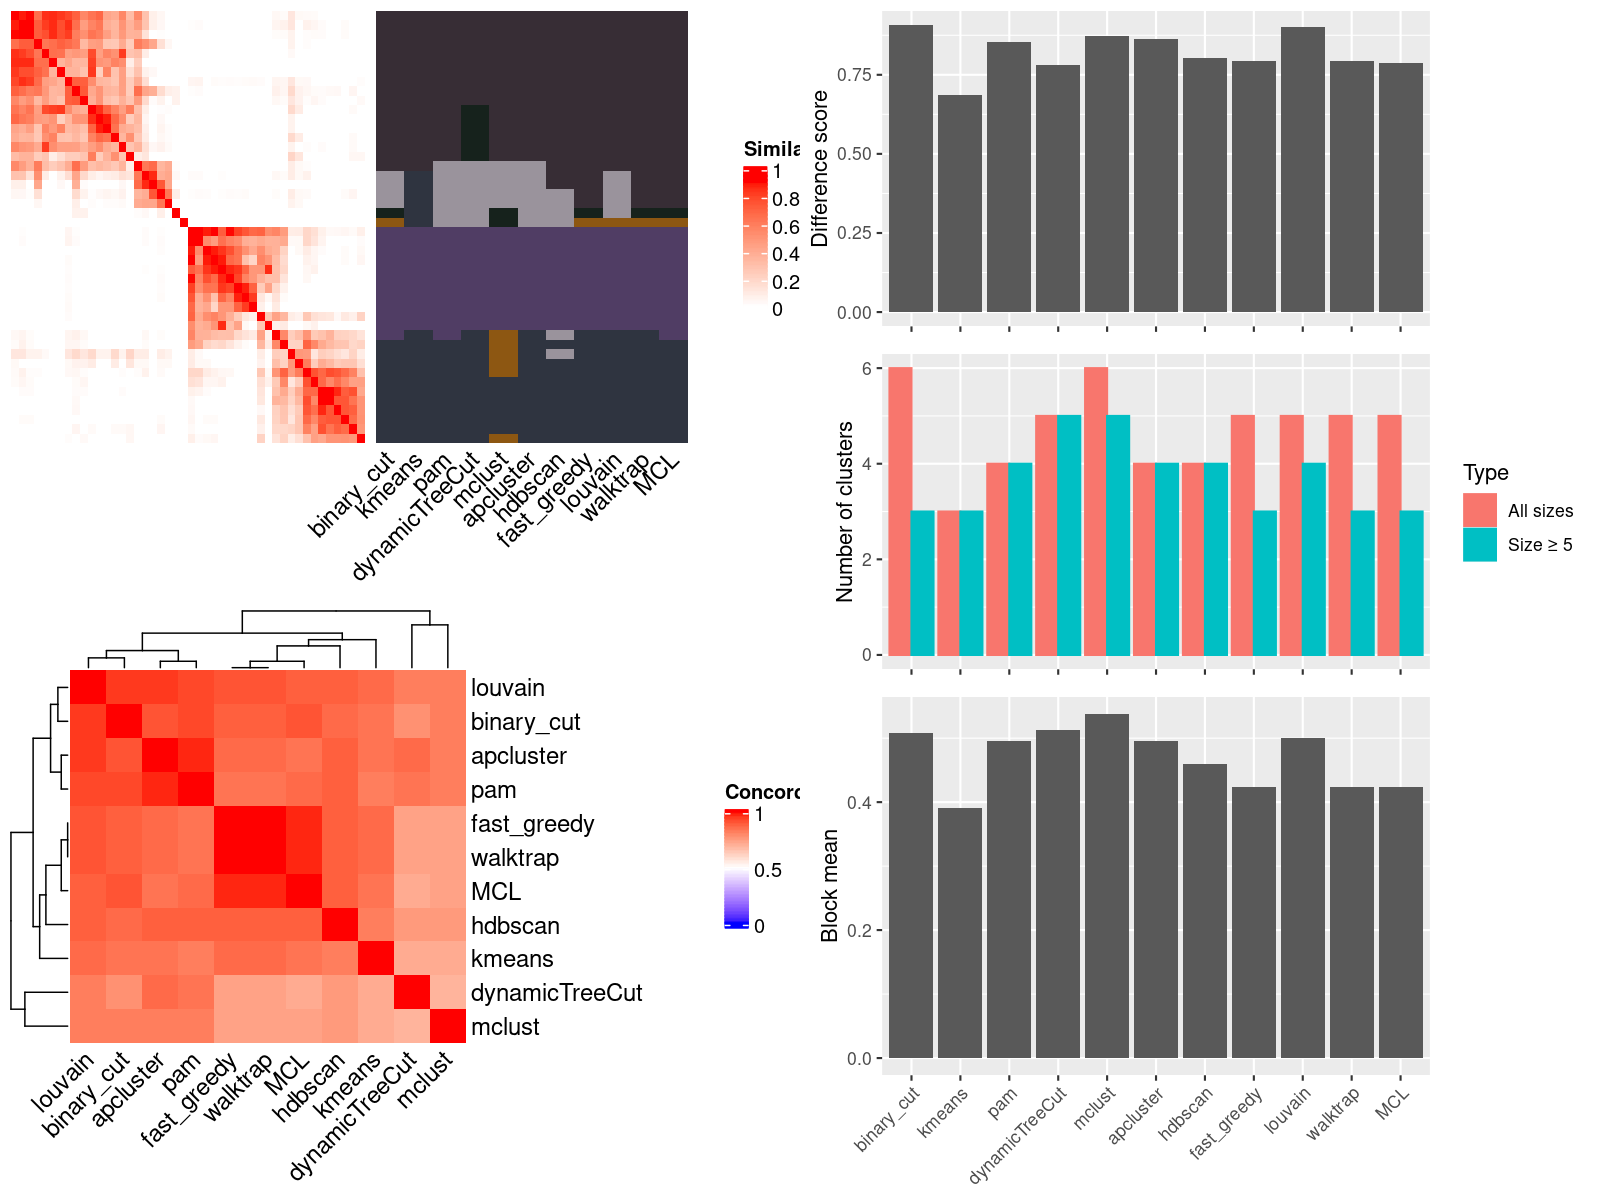 Simila
1
0.8
0.6
0.4
0.2
0
binary_cut
kmeans
pam
dynamicTreeCut
mclust
apcluster
hdbscan
fast_greedy
louvain
walktrap
MCL
louvain
binary_cut
apcluster
pam
fast_greedy
walktrap
MCL
hdbscan
kmeans
dynamicTreeCut
mclust
louvain
binary_cut
apcluster
pam
fast_greedy
walktrap
MCL
hdbscan
kmeans
dynamicTreeCut
mclust
Concord
1
0.5
0
Difference score
0.75
0.50
0.25
0.00
Number of clusters
6
4
2
0
Type
All sizes
Size ≥ 5
Block mean
0.4
0.2
0.0
binary_cut
kmeans
pam
dynamicTreeCut
mclust
apcluster
hdbscan
fast_greedy
louvain
walktrap
MCL